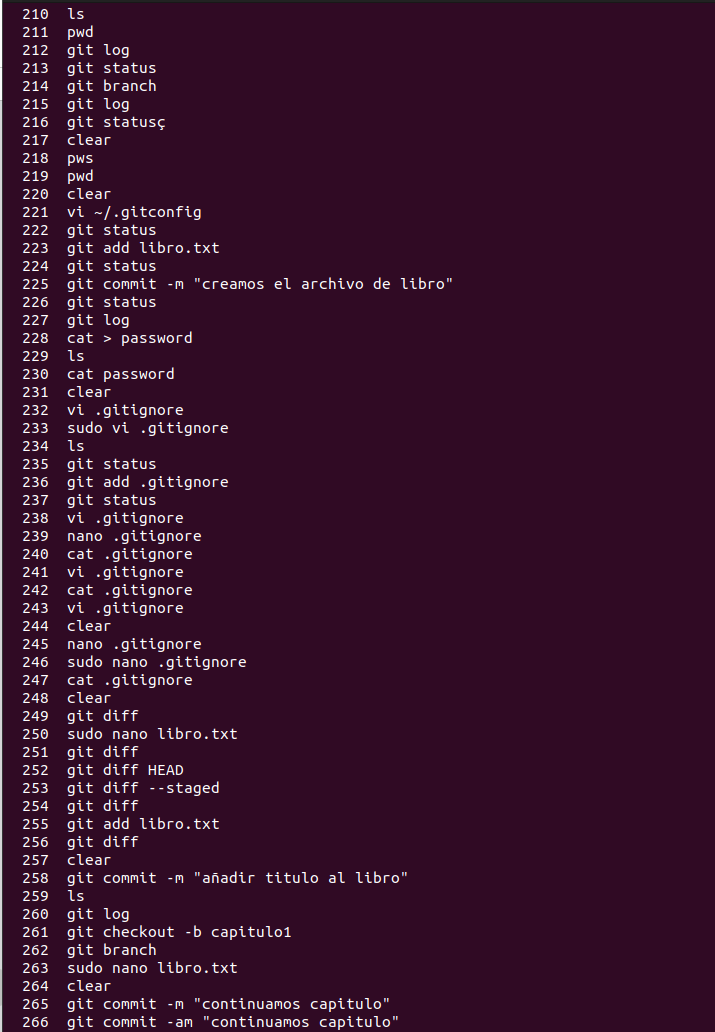 210 ls
211 pwd
212 git log
213 git status
214 git branch
215 git log
216 git statusç
217 clear
218 pws
219 pwd
220 clear
221 vi ~/.gitconfig
222 git status
223 git add libro.txt
224 git status
225 git commit -m "creamos el archivo de libro"
226 git status
227 git log
228 cat > password
229 ls
230 cat password
231 clear
232 vi .gitignore
233 sudo vi .gitignore
234 ls
235 git status
236 git add .gitignore
237 git status
238 vi .gitignore
239 nano .gitignore
240 cat .gitignore
241 vi .gitignore
242 cat .gitignore
243 vi .gitignore
244 clear
245 nano .gitignore
246 sudo nano .gitignore
247 cat .gitignore
248 clear
249 git diff
250 sudo nano libro.txt
251 git diff
252 git diff HEAD
253 git diff --staged
254 git diff
255 git add libro.txt
256 git diff
257 clear
258 git commit -m "añadir titulo al libro"
259 ls
260 git log
261 git checkout -b capitulo1
262 git branch
263 sudo nano libro.txt
264 clear
265 git commit -m "continuamos capitulo"
266 git commit -am "continuamos capitulo"